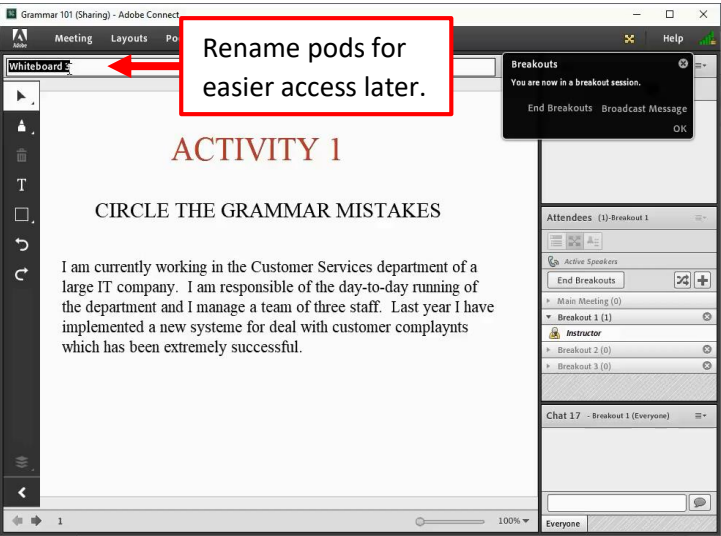 Grammar 101 (Sharing) - Adobe Connect
Adobe
Meeting Layouts Po
Help
Rename pods for
easier access later.
Whiteboard 3
Breakouts
You are now in a breakout session.
End Breakouts Broadcast Message
OK
T
ACTIVITY 1
CIRCLE THE GRAMMAR MISTAKES
I am currently working in the Customer Services department of a
large IT company. I am responsible of the day-to-day running of
the department and I manage a team of three staff. Last year I have
implemented a new systeme for deal with customer complaynts
which has been extremely successful.
1
100%
Attendees (1)-Breakout 1
Active Speakers
End Breakouts
Main Meeting (0)
Breakout 1 (1)
Instructor
Breakout 2 (0)
Breakout 3 (0)
Chat 17 - Breakout 1 (Everyone)
Everyone